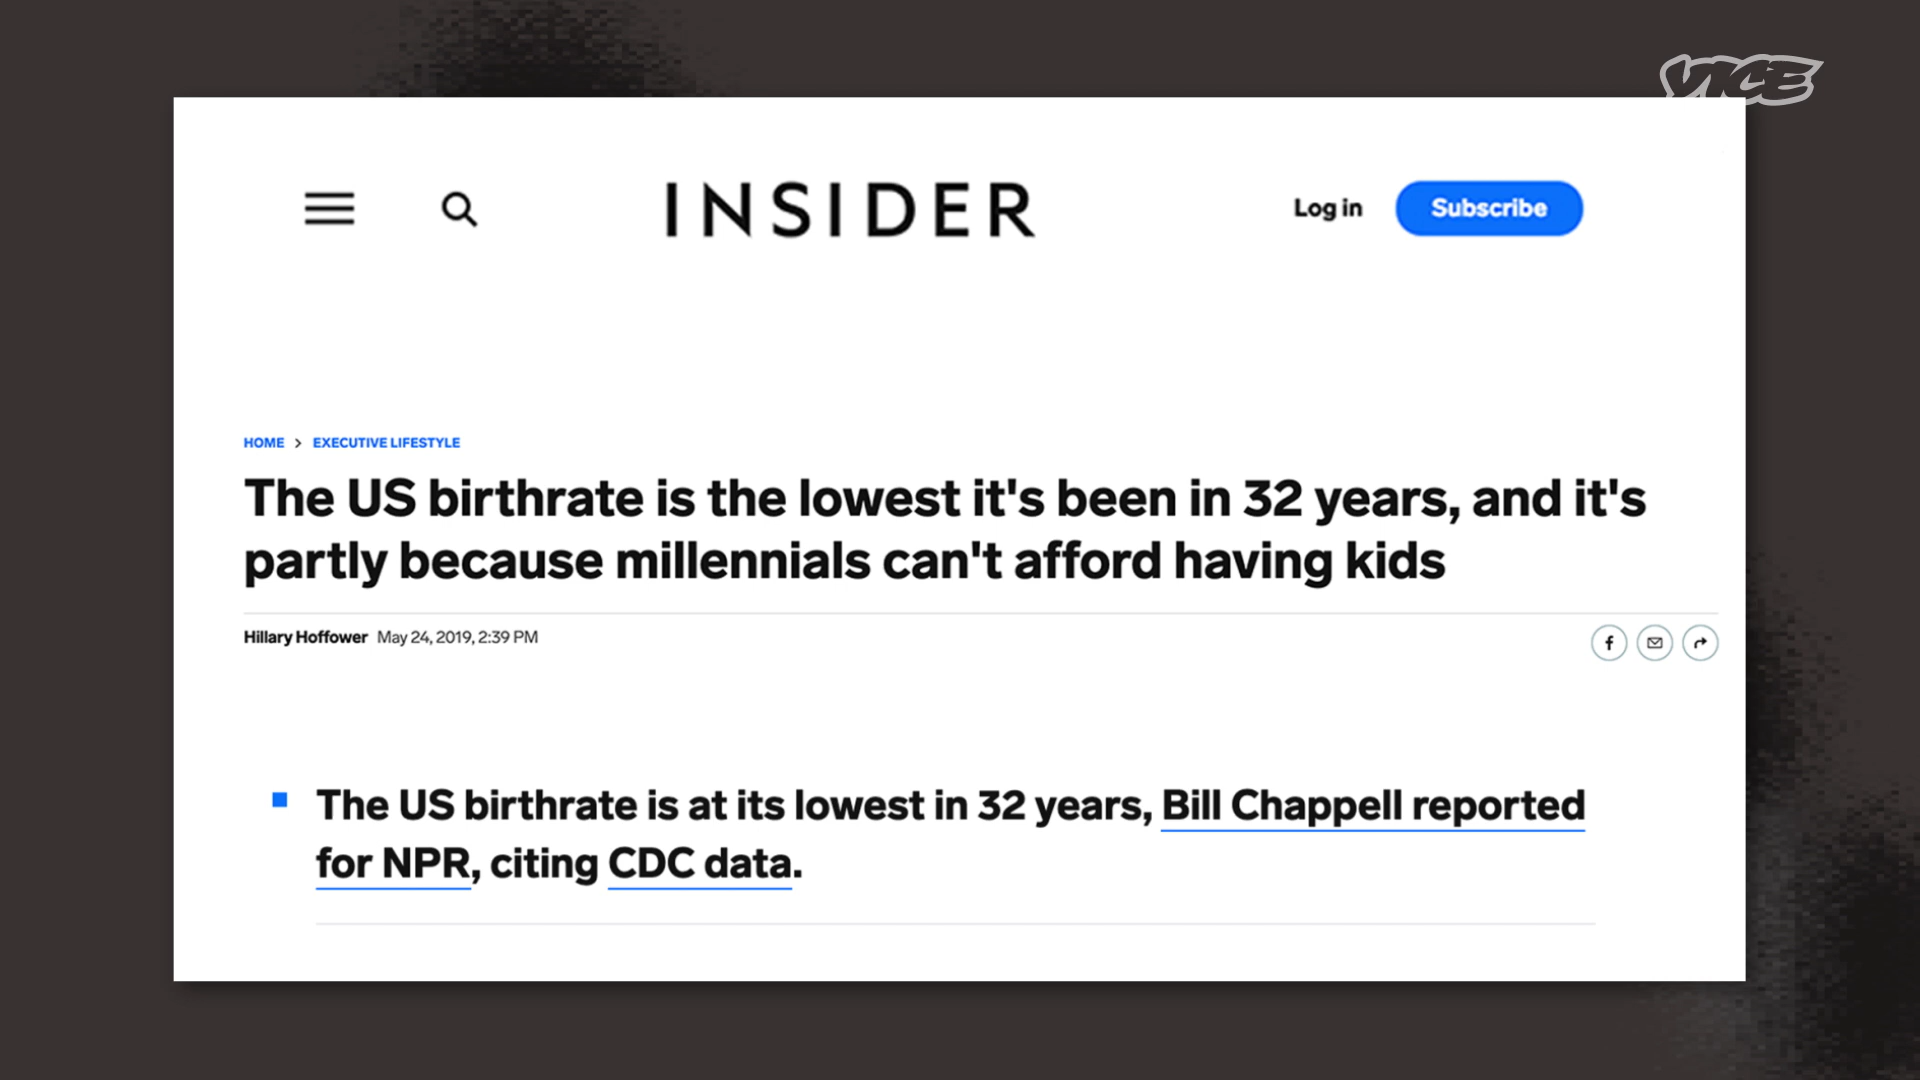 VICE
INSIDER
Log in
Subscribe
HOME > EXECUTIVE LIFESTYLE
The US birthrate is the lowest it's been in 32 years, and it's
partly because millennials can't afford having kids
Hillary Hoffower May 24, 2019, 2:39 PM
The US birthrate is at its lowest in 32 years, Bill Chappell reported
for NPR, citing CDC data.